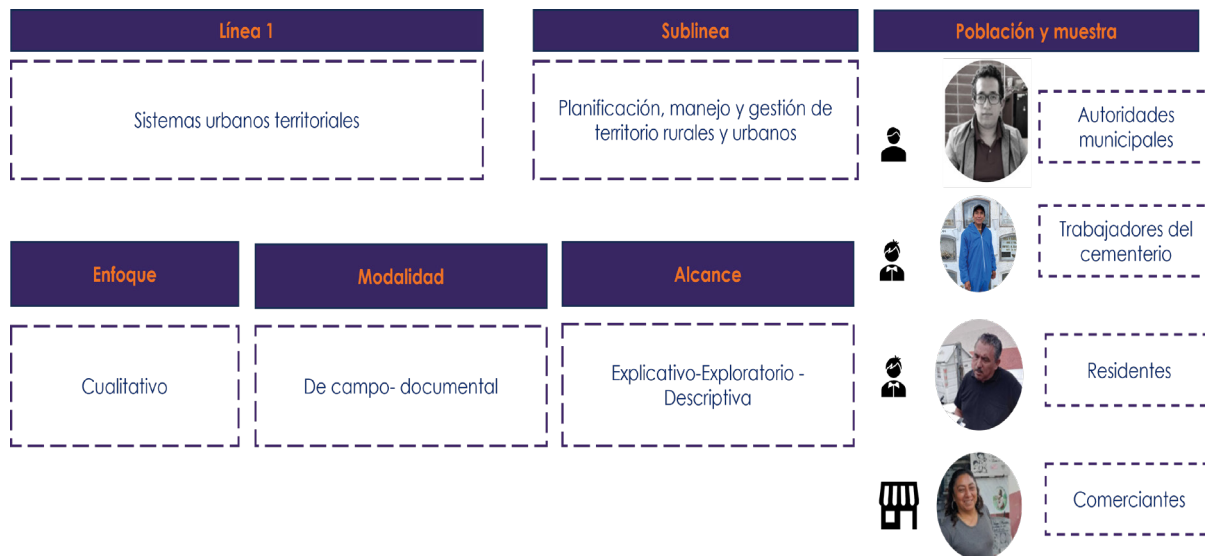 Línea 1
Sistemas urbanos territoriales
Sublinea
Planificación, manejo y gestión de
territorio rurales y urbanos
Población y muestra
Autoridades
municipales
Trabajadores del
cementerio
Residentes
Comerciantes
Enfoque
Cualitativo
Modalidad
De campo- documental
Alcance
Explicativo-Exploratorio -
Descriptiva